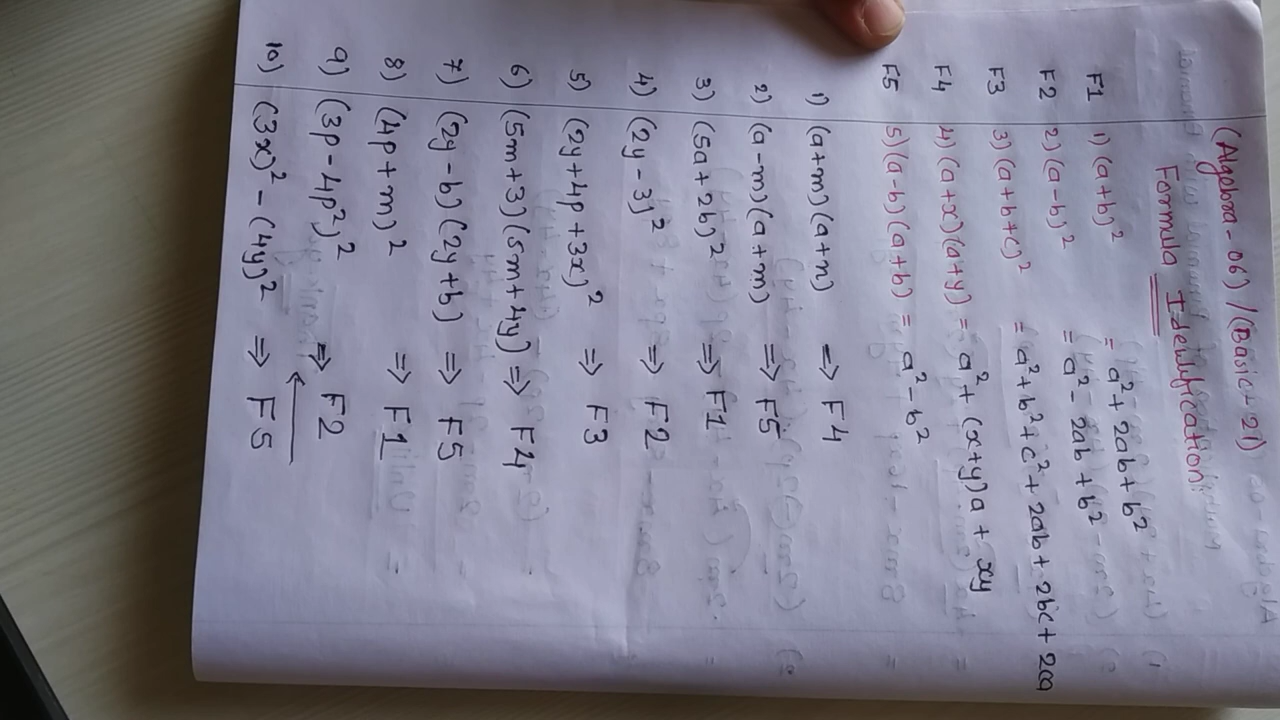 (Algebra - 06) / (Basic + 21)
Formula Identification
F1 1) (a+b)² = a² + 2ab + b²
F2 2) (a-b)² = a² - 2ab + b²
F3 3) (a+b+c)² = a² + b² + c² + 2ab + 2bc + 2ca
F4 4) (a+x)(a+y) = a² + (x+y)a + xy
F5 5) (a-b)(a+b) = a² - b²
1) (a+m)(a+n) ⇒ F4
2) (a-m)(a+m) ⇒ F5
3) (5a+2b)² ⇒ F1
4) (2y-3)² ⇒ F2
5) (2y+4p+3x)² ⇒ F3
6) (5m+3)(5m+4y) ⇒ F4
7) (2y-b)(2y+b) ⇒ F5
8) (4p+m)² ⇒ F1
9) (3p-4p²)² ⇒ F2
10) (3x)² - (4y)² ⇒ F5